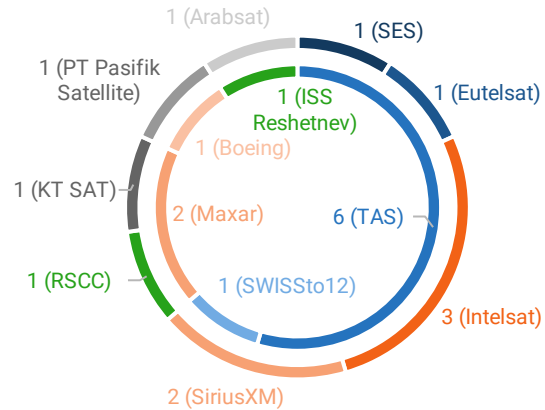 1 (Arabsat)
1 (SES)
1 (PT Pasifik
Satellite)
1 (ISS
Reshetnev)
1 (Eutelsat)
1 (Boeing)
1 (KT SAT)
2 (Maxar)
6 (TAS)
1 (RSCC)
1 (SWISSto12)
3 (Intelsat)
2 (SiriusXM)